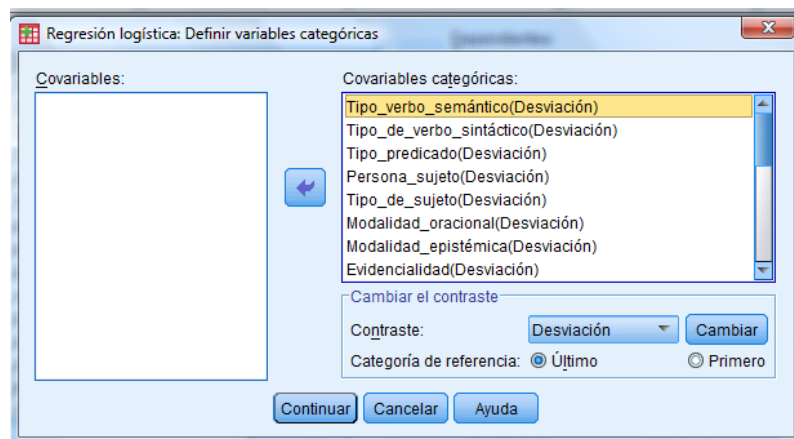 Regresión logística: Definir variables categóricas
Covariables:
Covariables categóricas:
Tipo_verbo_semántico(Desviación)
Tipo_de_verbo_sintáctico(Desviación)
Tipo_predicado(Desviación)
Persona_sujeto(Desviación)
Tipo_de_sujeto(Desviación)
Modalidad_oracional(Desviación)
Modalidad_epistémica(Desviación)
Evidencialidad(Desviación)
Cambiar el contraste
Contraste: Desviación Cambiar
Categoría de referencia: Último Primero
Continuar Cancelar Ayuda